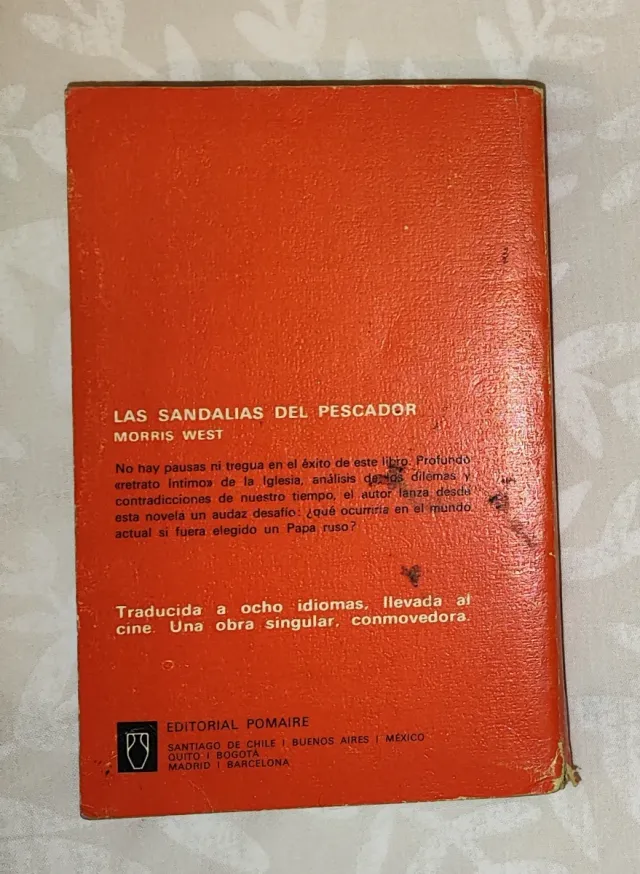 LAS SANDALIAS DEL PESCADOR
MORRIS WEST
No hay pausas ni tregua en el éxito de este libro. Profundo
«retrato íntimo» de la Iglesia, análisis de los dilemas y
contradicciones de nuestro tiempo, el autor lanza desde
esta novela un audaz desafío: ¿qué ocurriría en el mundo
actual si fuera elegido un Papa ruso?
Traducida a ocho idiomas, llevada al
cine. Una obra singular, conmovedora.
EDITORIAL POMAIRE
SANTIAGO DE CHILE | BUENOS AIRES | MÉXICO
QUITO | BOGOTÁ
MADRID | BARCELONA